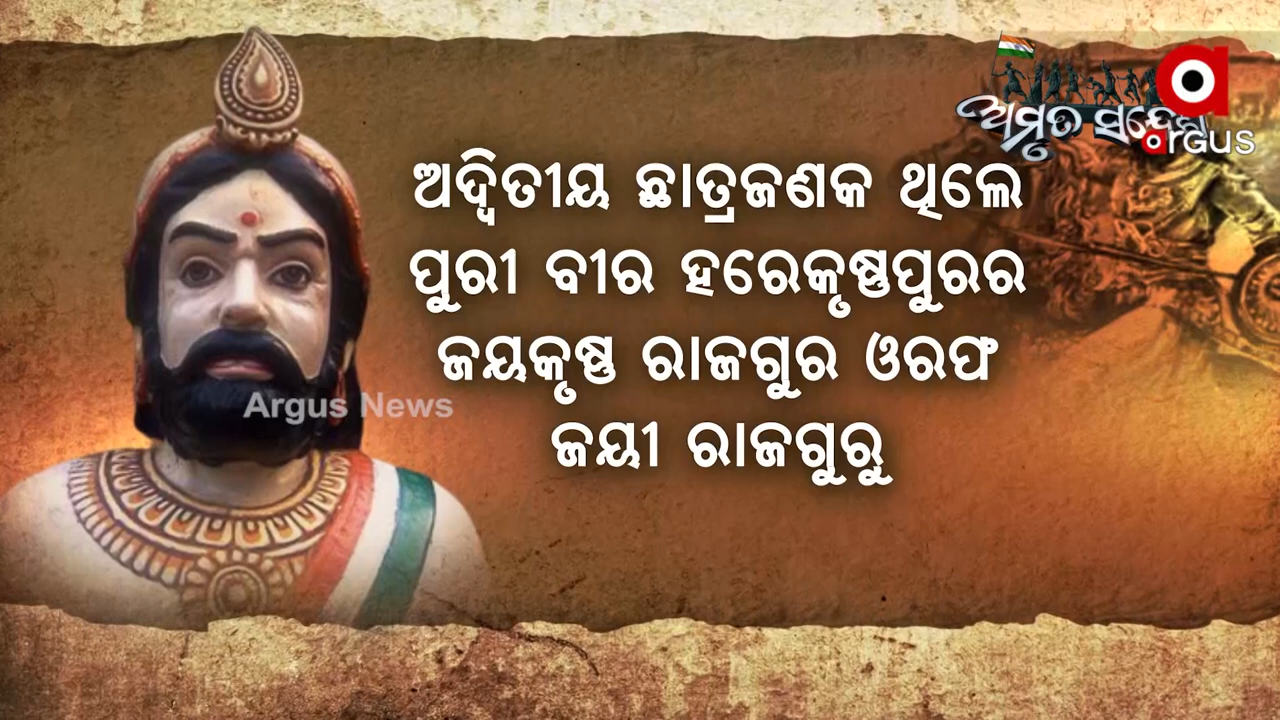 ଅମୃତ ସନ୍ଦେଶ
argus
ଅଦ୍ୱିତୀୟ ଛାତ୍ରଜଣକ ଥିଲେ
ପୁରୀ ବୀର ହରେକୃଷ୍ଣପୁରର
ଜୟକୃଷ୍ଣ ରାଜଗୁର ଓରଫ
ଜୟୀ ରାଜଗୁରୁ
Argus News